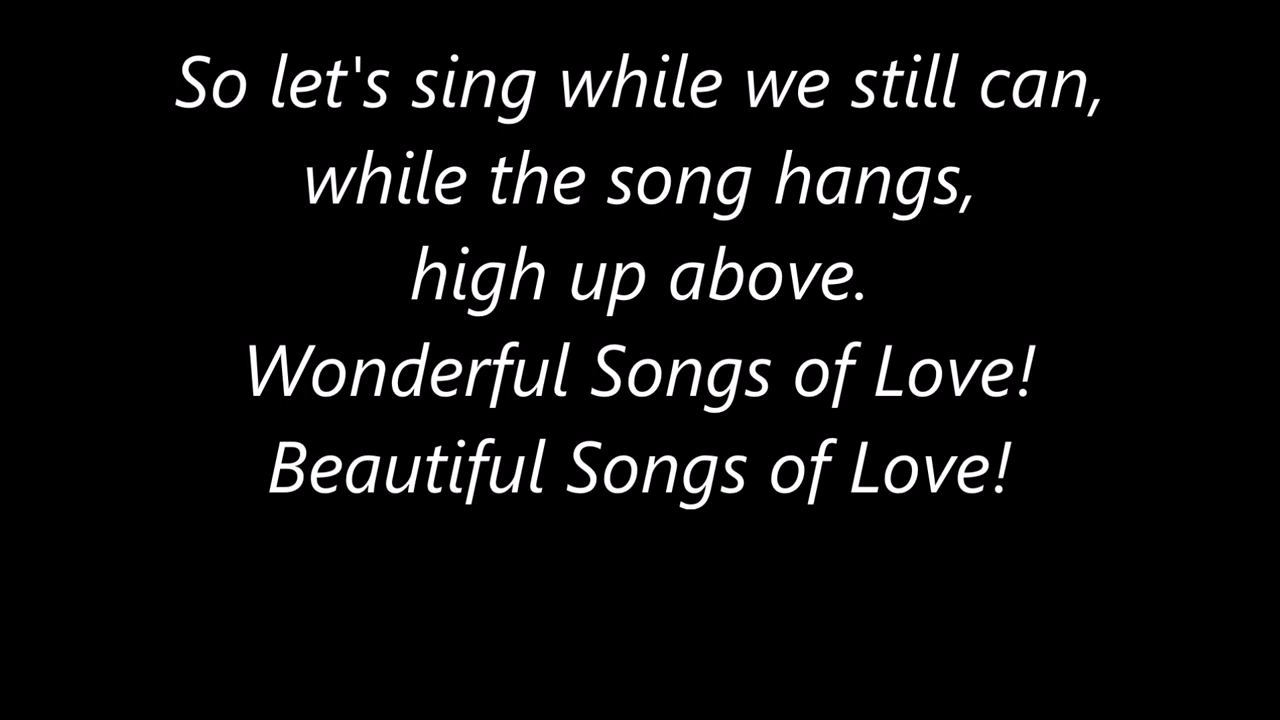 So let's sing while we still can,
while the song hangs,
high up above.
Wonderful Songs of Love!
Beautiful Songs of Love!